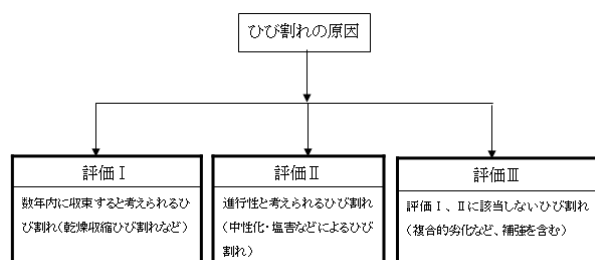 ひび割れの原因
評価Ⅰ
数年内に収束すると考えられるひ
び割れ(乾燥収縮ひび割れなど)
評価Ⅱ
進行性と考えられるひび割れ
(中性化・塩害などによるひび
割れ)
評価Ⅲ
評価Ⅰ、Ⅱに該当しないひび割れ
(複合的劣化など、補強を含む)